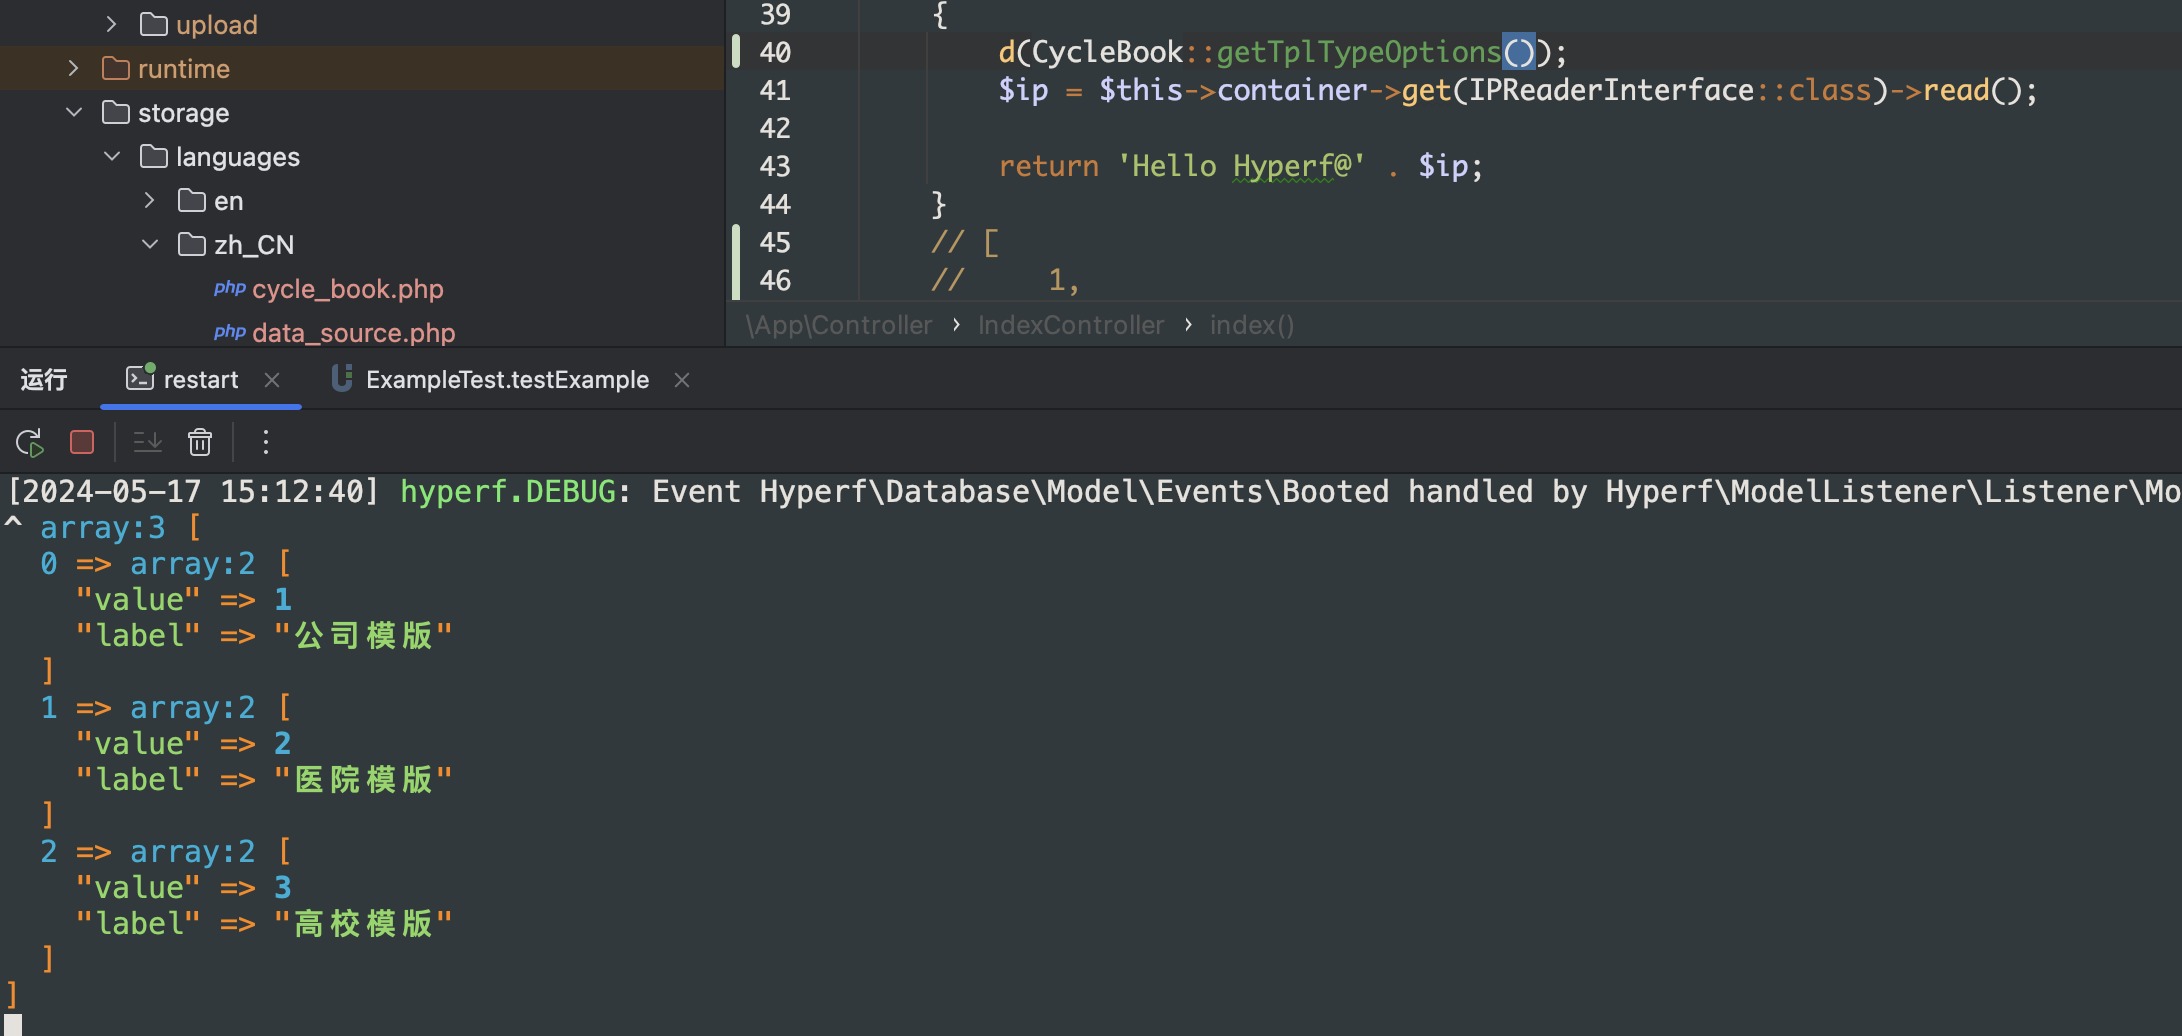 upload
runtime
storage
languages
en
zh_CN
php cycle_book.php
php data_source.php
39 {
40 d(CycleBook::getTplTypeOptions());
41 $ip = $this->container->get(IPReaderInterface::class)->read();
42
43 return 'Hello Hyperf@' . $ip;
44 }
45 // [
46 // 1,
\App\Controller › IndexController › index()
运行 restart ExampleTest.testExample
[2024-05-17 15:12:40] hyperf.DEBUG: Event Hyperf\Database\Model\Events\Booted handled by Hyperf\ModelListener\Listener\Mo
^ array:3 [
0 => array:2 [
"value" => 1
"label" => "公司模版"
]
1 => array:2 [
"value" => 2
"label" => "医院模版"
]
2 => array:2 [
"value" => 3
"label" => "高校模版"
]
]